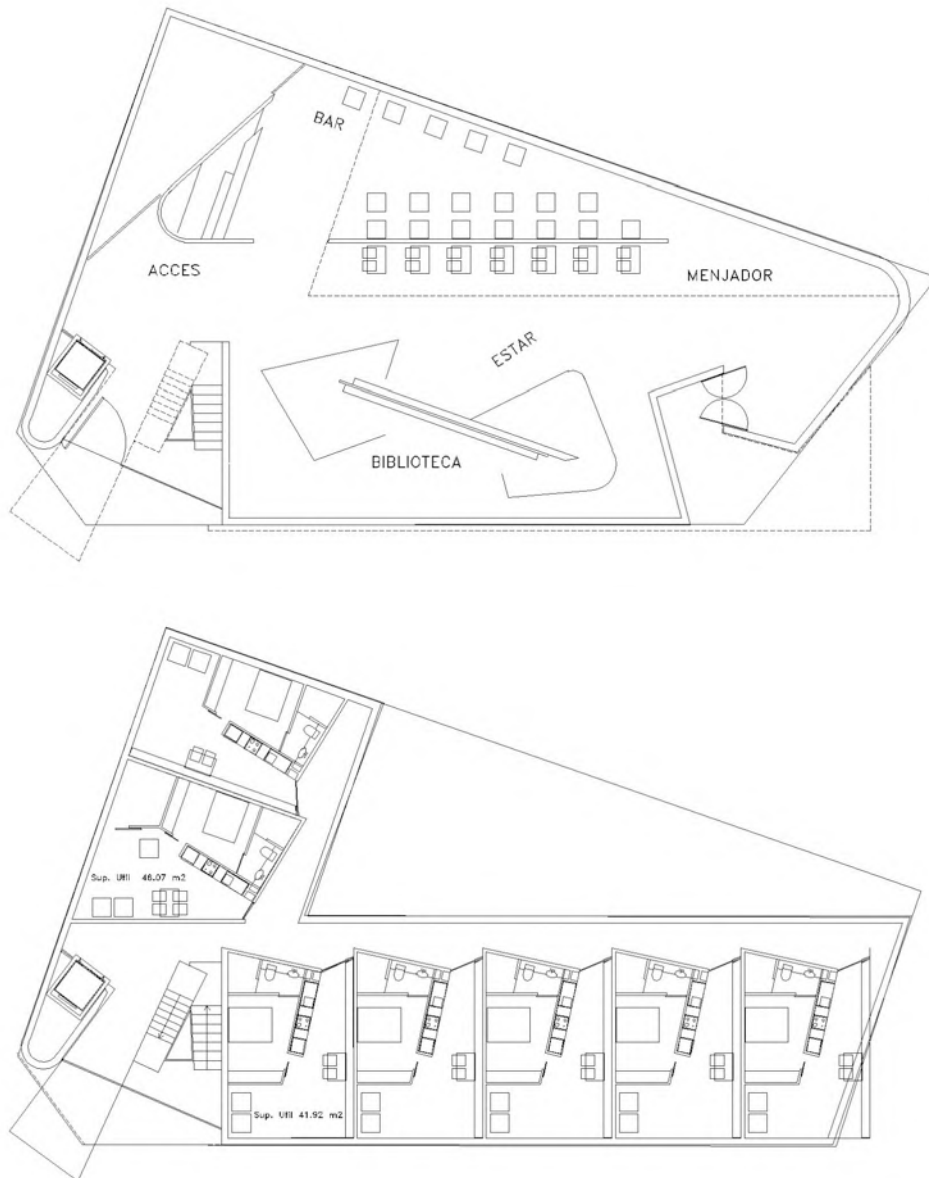 BAR
ACCES
MENJADOR
ESTAR
BIBLIOTECA
Sup. Util 46.07 m2
Sup. Util 41.92 m2